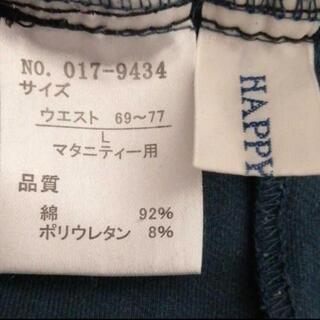 NO. 017-9434
サイズ
ウエスト 69〜77
L
マタニティー用
品質
綿 92%
ポリウレタン 8%
HAPPY